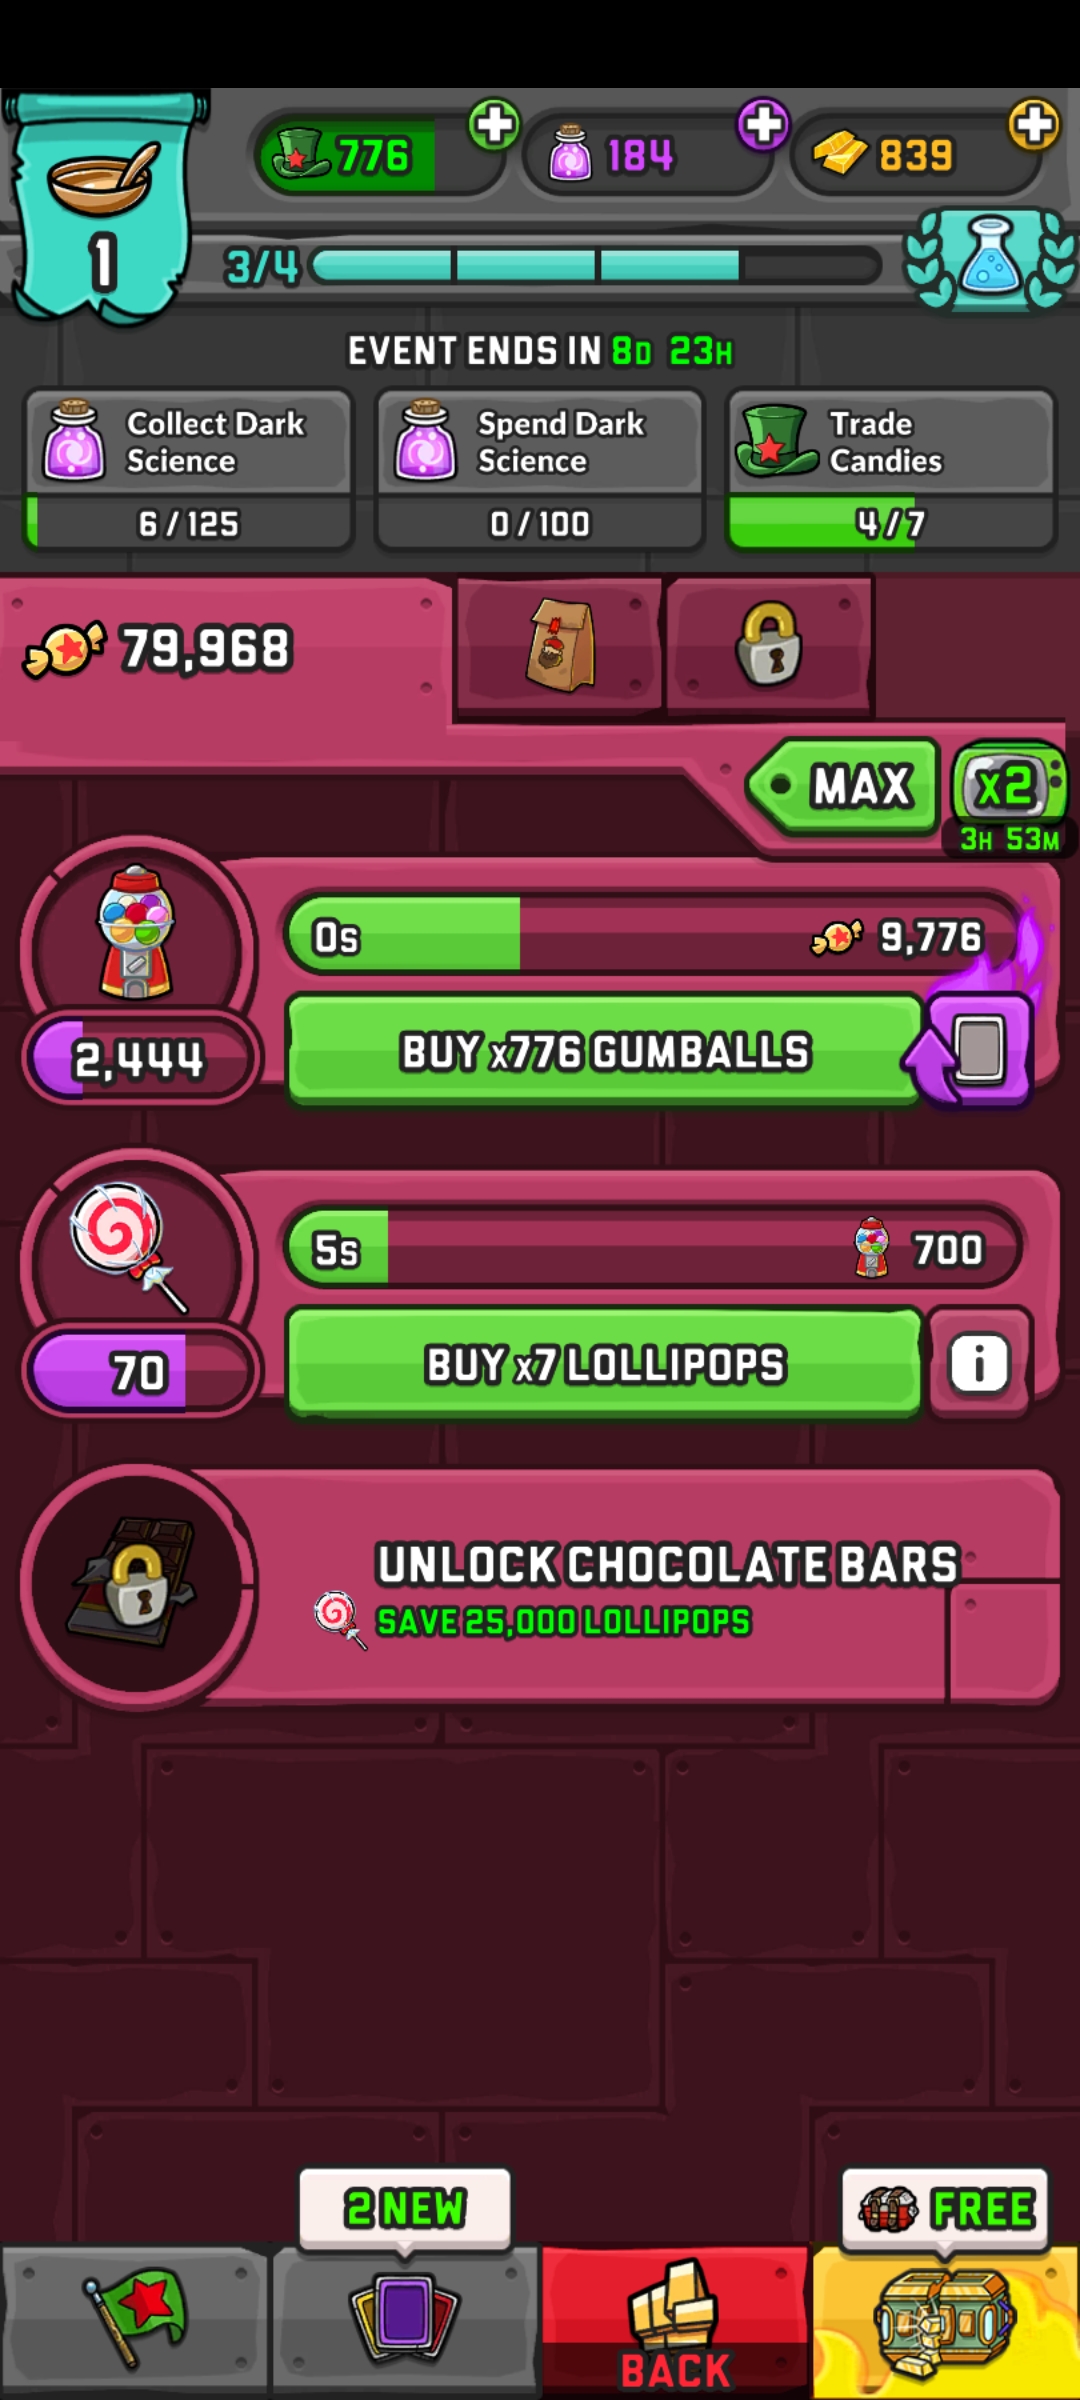 776
184
839
1
3/4
EVENT ENDS IN 8D 23H
Collect Dark
Science
6 / 125
Spend Dark
Science
0 / 100
Trade
Candies
4 / 7
79,968
MAX
x2
3H 53M
0s
9,776
2,444
BUY x776 GUMBALLS
5s
700
70
BUY x7 LOLLIPOPS
i
UNLOCK CHOCOLATE BARS
SAVE 25,000 LOLLIPOPS
2 NEW
FREE
BACK